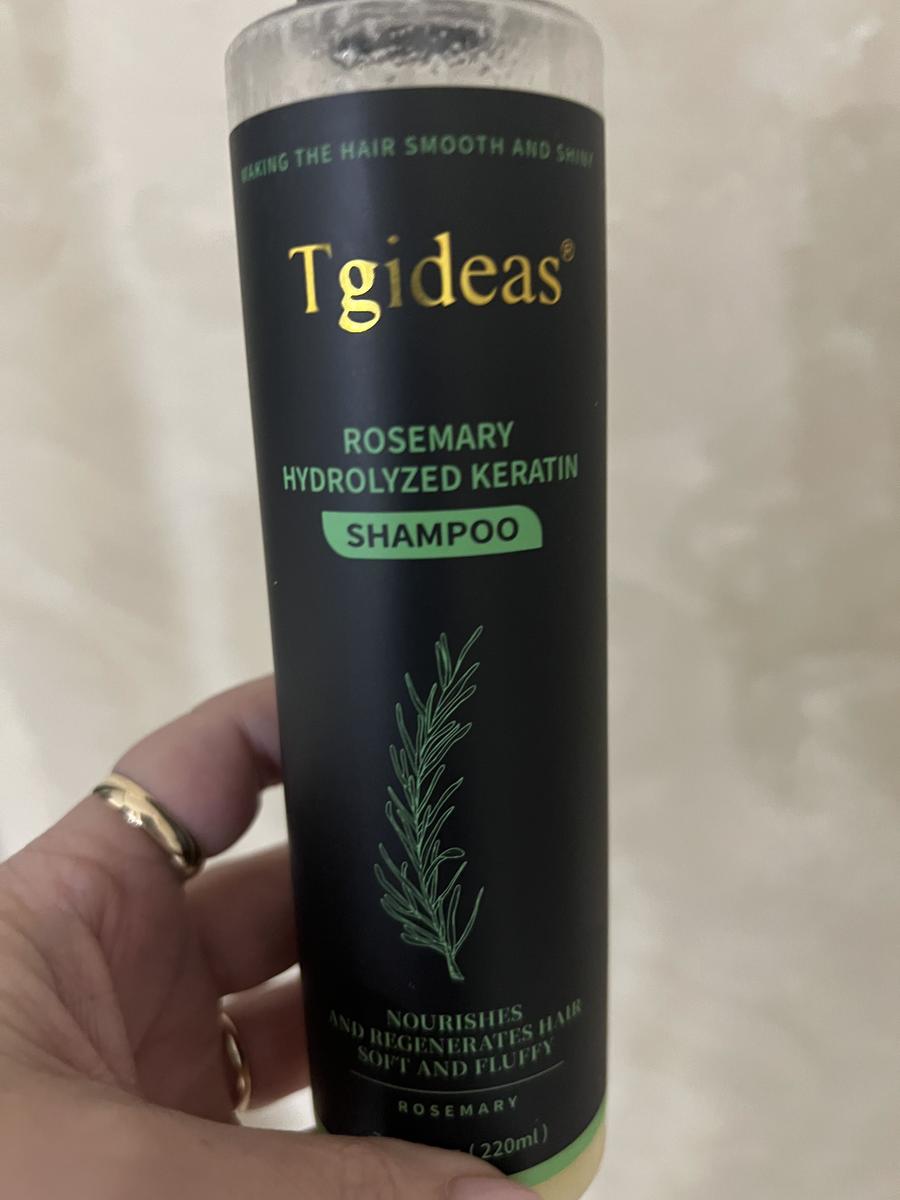 MAKING THE HAIR SMOOTH AND SHINY
Tgideas®
ROSEMARY
HYDROLYZED KERATIN
SHAMPOO
NOURISHES
AND REGENERATES HAIR
SOFT AND FLUFFY
ROSEMARY
(220ml)